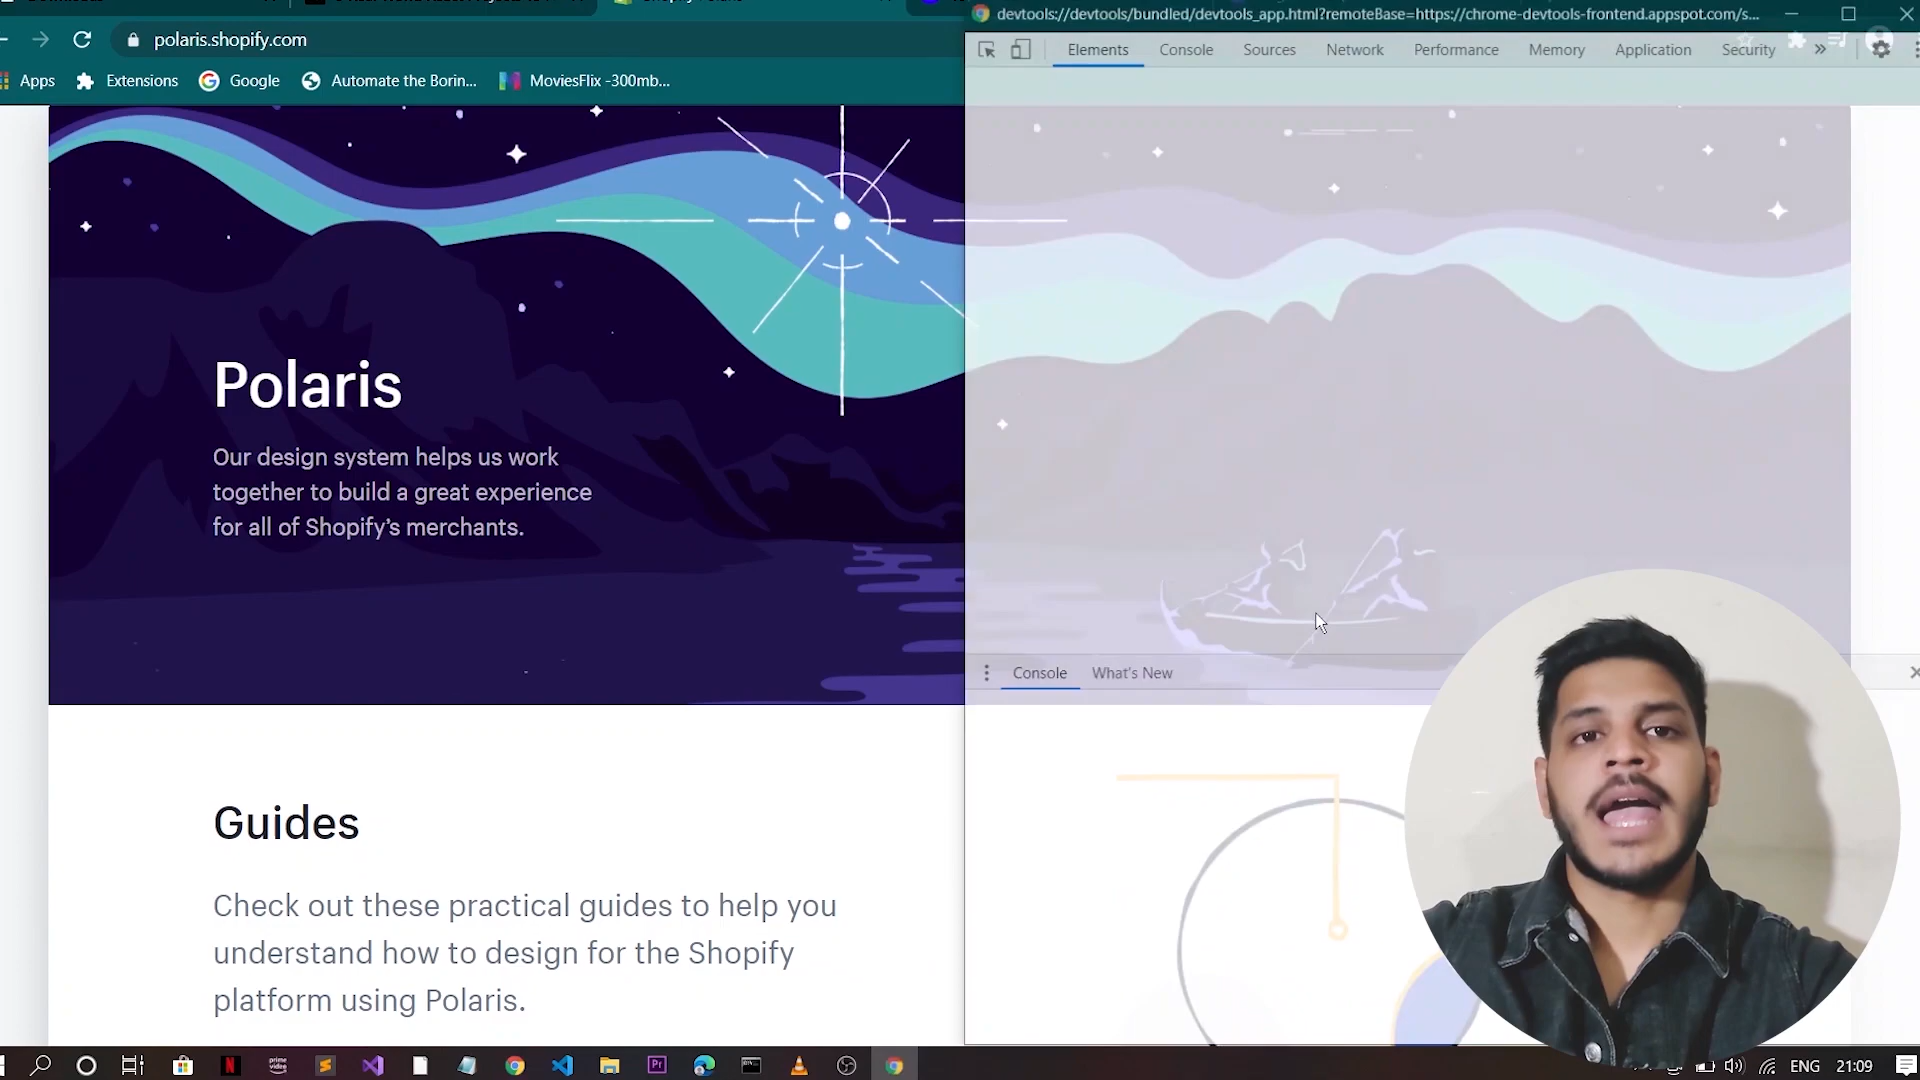 devtools://devtools/bundled/devtools_app.html?remoteBase=https://chrome-devtools-frontend.appspot.com/s...
polaris.shopify.com
Elements Console Sources Network Performance Memory Application Security »
Apps Extensions Google Automate the Borin... MoviesFlix -300mb...
Polaris
Our design system helps us work
together to build a great experience
for all of Shopify's merchants.
Console What's New
Guides
Check out these practical guides to help you
understand how to design for the Shopify
platform using Polaris.
prime video Pr ENG 21:09